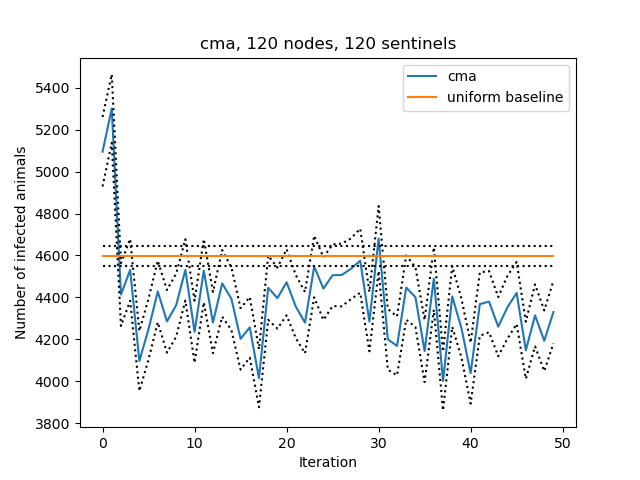 cma, 120 nodes, 120 sentinels
cma
uniform baseline
Number of infected animals
5400
5200
5000
4800
4600
4400
4200
4000
3800
0 10 20 30 40 50
Iteration